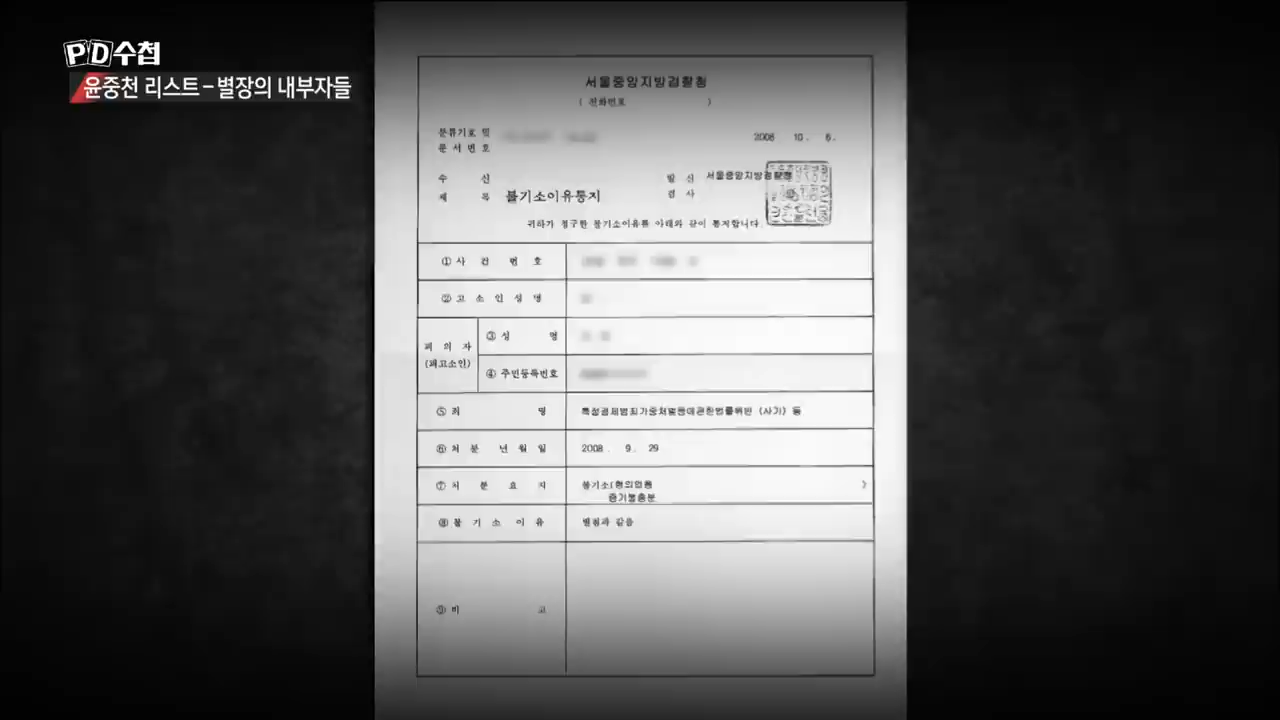 PD수첩
윤중천 리스트-별장의 내부자들
서울중앙지방검찰청
( 전화번호 )
분류기호 및
문서번호
2008 10. 6.
수 신
발 신 서울중앙지방검찰청
제 목 불기소이유통지
검 사
귀하가 청구한 불기소이유를 아래와 같이 통지합니다.
① 사 건 번 호
② 고 소 인 성 명
피 의 자
(피고소인)
③ 성 명
④ 주민등록번호
⑤ 죄 명 특정경제범죄가중처벌등에관한법률위반 (사기) 등
⑥ 처 분 년 월 일 2008. 9. 29
⑦ 처 분 요 지 불기소(혐의없음 )
증거불충분
⑧ 불 기 소 이 유 별첨과 같음
⑨ 비 고